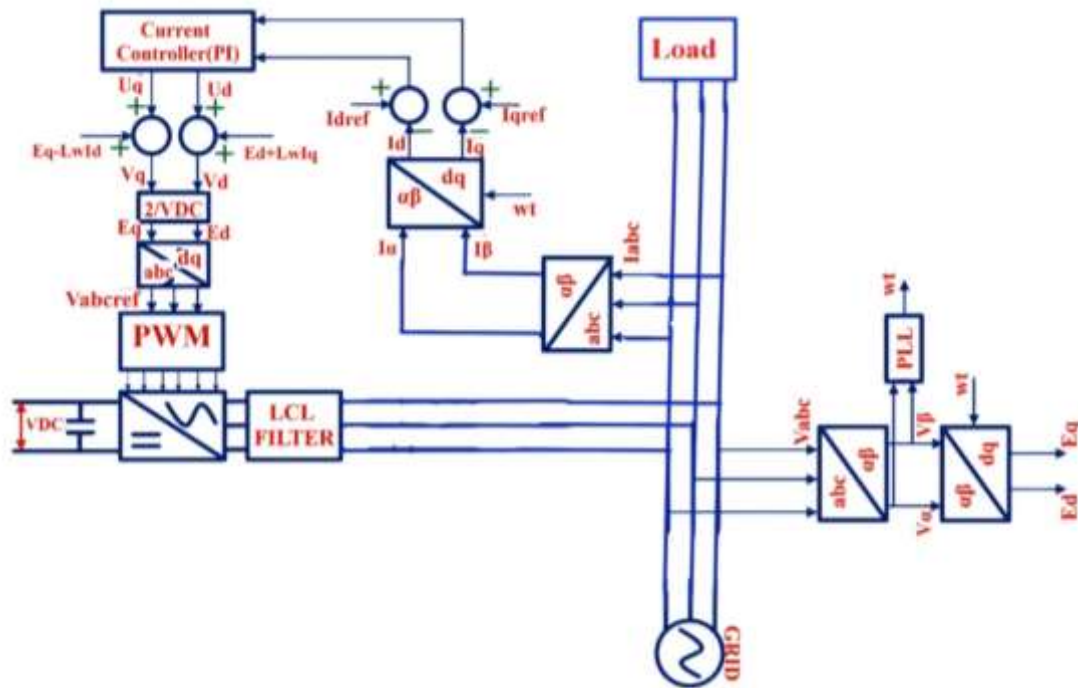 Current
Controller(PI)
Load
Uq
Ud
+
+
+
+
Idref
Iqref
Eq-LwId
+
+
Ed+LwIq
Id
−
−
Iq
Vq
Vd
dq
αβ
wt
2/VDC
Eq
Ed
Iα
Iβ
Iabc
abc
dq
αβ
abc
Vabcref
PWM
wt
PLL
wt
VDC
LCL
FILTER
Vabc
αβ
abc
Vβ
Vα
dq
αβ
Eq
Ed
GRID